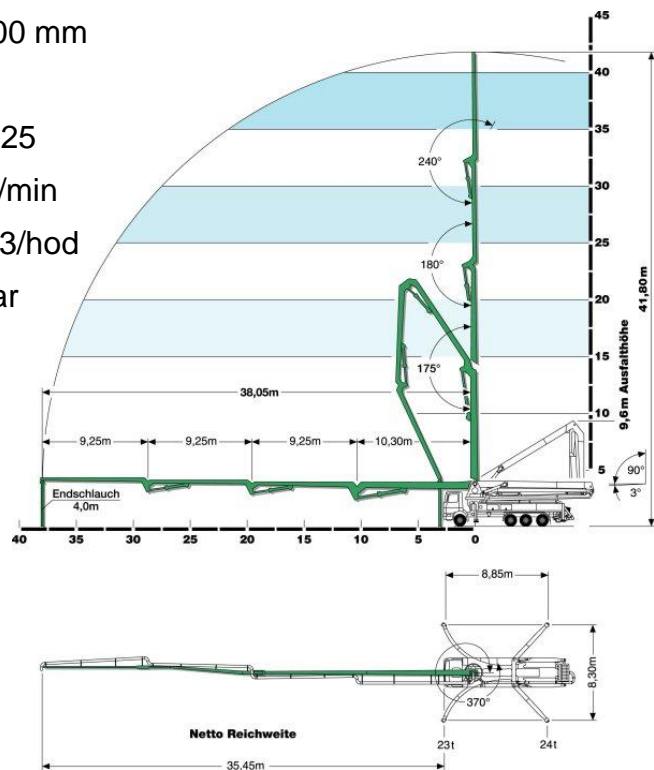 00 mm
25
/min
3/hod
ar
45
40
35
30
25
20
15
10
5
240°
180°
175°
41,80m
9,6m Ausfalthöhe
90°
3°
38,05m
9,25m
9,25m
9,25m
10,30m
Endschlauch
4,0m
40
35
30
25
20
15
10
5
0
8,85m
8,30m
370°
Netto Reichweite
23t
24t
35,45m